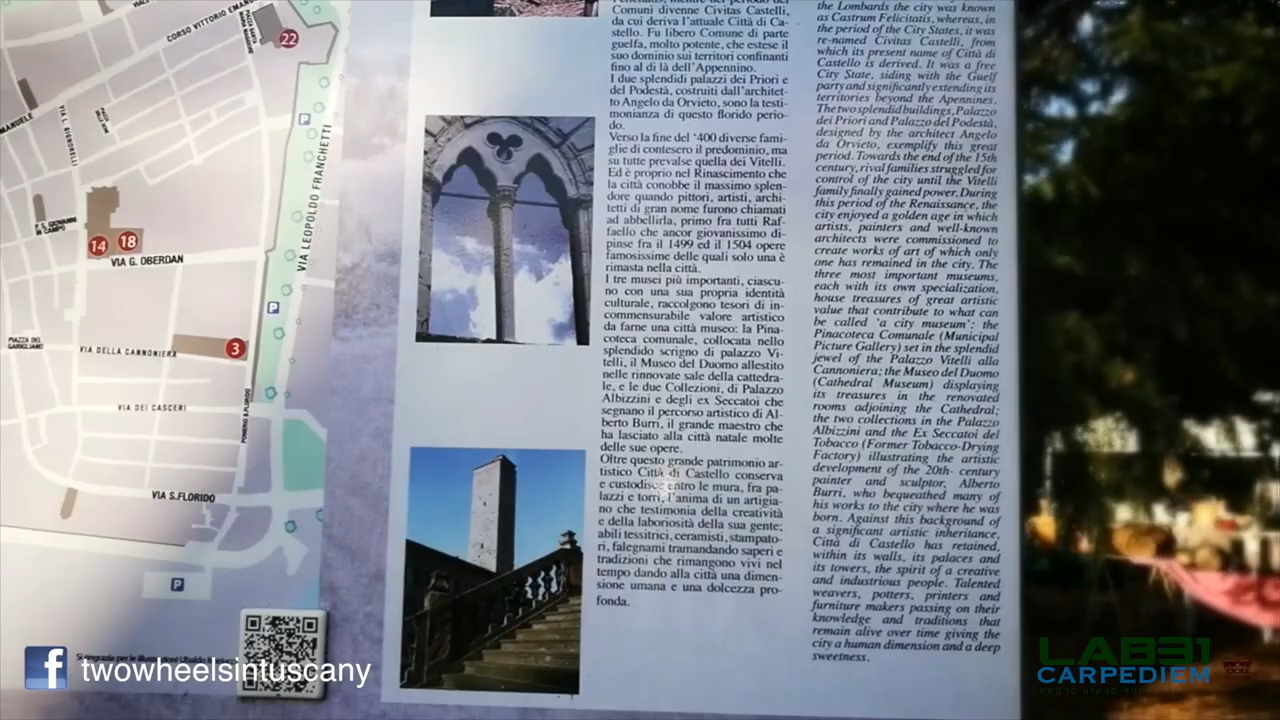 CORSO VITTORIO EMANU
PIAZZA SANTA MARIA MAGGIORE
22
MANUELE
VIA L. SIGNORELLI
P
VIA LEOPOLDO FRANCHETTI
P.S. GIOVANNI
IN CAMPO
14
18
VIA G. OBERDAN
P
PIAZZA DEL
GARIGLIANO
VIA DELLA CANNONIERA
3
VIA DEI CASCERI
POMERIO S.FLORIDO
VIA S.FLORIDO
P
Si ringrazia per le illustrazioni Ubaldo
Comuni divenne Civitas Castelli,
da cui deriva l'attuale Città di Ca-
stello. Fu libero Comune di parte
guelfa, molto potente, che estese il
suo dominio sui territori confinanti
fino al di là dell'Appennino.
I due splendidi palazzi dei Priori e
del Podestà, costruiti dall'architet-
to Angelo da Orvieto, sono la testi-
monianza di questo florido perio-
do.
Verso la fine del '400 diverse fami-
glie di contesero il predominio, ma
su tutte prevalse quella dei Vitelli.
Ed è proprio nel Rinascimento che
la città conobbe il massimo splen-
dore quando pittori, artisti, archi-
tetti di gran nome furono chiamati
ad abbellirla, primo fra tutti Raf-
faello che ancor giovanissimo di-
pinse fra il 1499 ed il 1504 opere
famosissime delle quali solo una è
rimasta nella città.
I tre musei più importanti, ciascu-
no con una sua propria identità
culturale, raccolgono tesori di in-
commensurabile valore artistico
da farne una città museo: la Pina-
coteca comunale, collocata nello
splendido scrigno di palazzo Vi-
telli, il Museo del Duomo allestito
nelle rinnovate sale della cattedra-
le, e le due Collezioni, di Palazzo
Albizzini e degli ex Seccatoi che
segnano il percorso artistico di Al-
berto Burri, il grande maestro che
ha lasciato alla città natale molte
delle sue opere.
Oltre questo grande patrimonio ar-
tistico Città di Castello conserva
e custodisce entro le mura, fra pa-
lazzi e torri, l'anima di un artigia-
no che testimonia della creatività
e della laboriosità della sua gente;
abili tessitrici, ceramisti, stampato-
ri, falegnami tramandando saperi e
tradizioni che rimangono vivi nel
tempo dando alla città una dimen-
sione umana e una dolcezza pro-
fonda.
the Lombards the city was known
as Castrum Felicitatis, whereas, in
the period of the City States, it was
re-named Civitas Castelli, from
which its present name of Città di
Castello is derived. It was a free
City State, siding with the Guelf
party and significantly extending its
territories beyond the Apennines.
The two splendid buildings, Palazzo
dei Priori and Palazzo del Podestà,
designed by the architect Angelo
da Orvieto, exemplify this great
period. Towards the end of the 15th
century, rival families struggled for
control of the city until the Vitelli
family finally gained power. During
this period of the Renaissance, the
city enjoyed a golden age in which
artists, painters and well-known
architects were commissioned to
create works of art of which only
one has remained in the city. The
three most important museums,
each with its own specialization,
house treasures of great artistic
value that contribute to what can
be called 'a city museum': the
Pinacoteca Comunale (Municipal
Picture Gallery) set in the splendid
jewel of the Palazzo Vitelli alla
Cannoniera; the Museo del Duomo
(Cathedral Museum) displaying
its treasures in the renovated
rooms adjoining the Cathedral;
the two collections in the Palazzo
Albizzini and the Ex Seccatoi del
Tobacco (Former Tobacco-Drying
Factory) illustrating the artistic
development of the 20th- century
painter and sculptor, Alberto
Burri, who bequeathed many of
his works to the city where he was
born. Against this background of
a significant artistic inheritance,
Città di Castello has retained,
within its walls, its palaces and
its towers, the spirit of a creative
and industrious people. Talented
weavers, potters, printers and
furniture makers passing on their
knowledge and traditions that
remain alive over time giving the
city a human dimension and a deep
sweetness.
f twowheelsintuscany
LAB31
CARPEDIEM